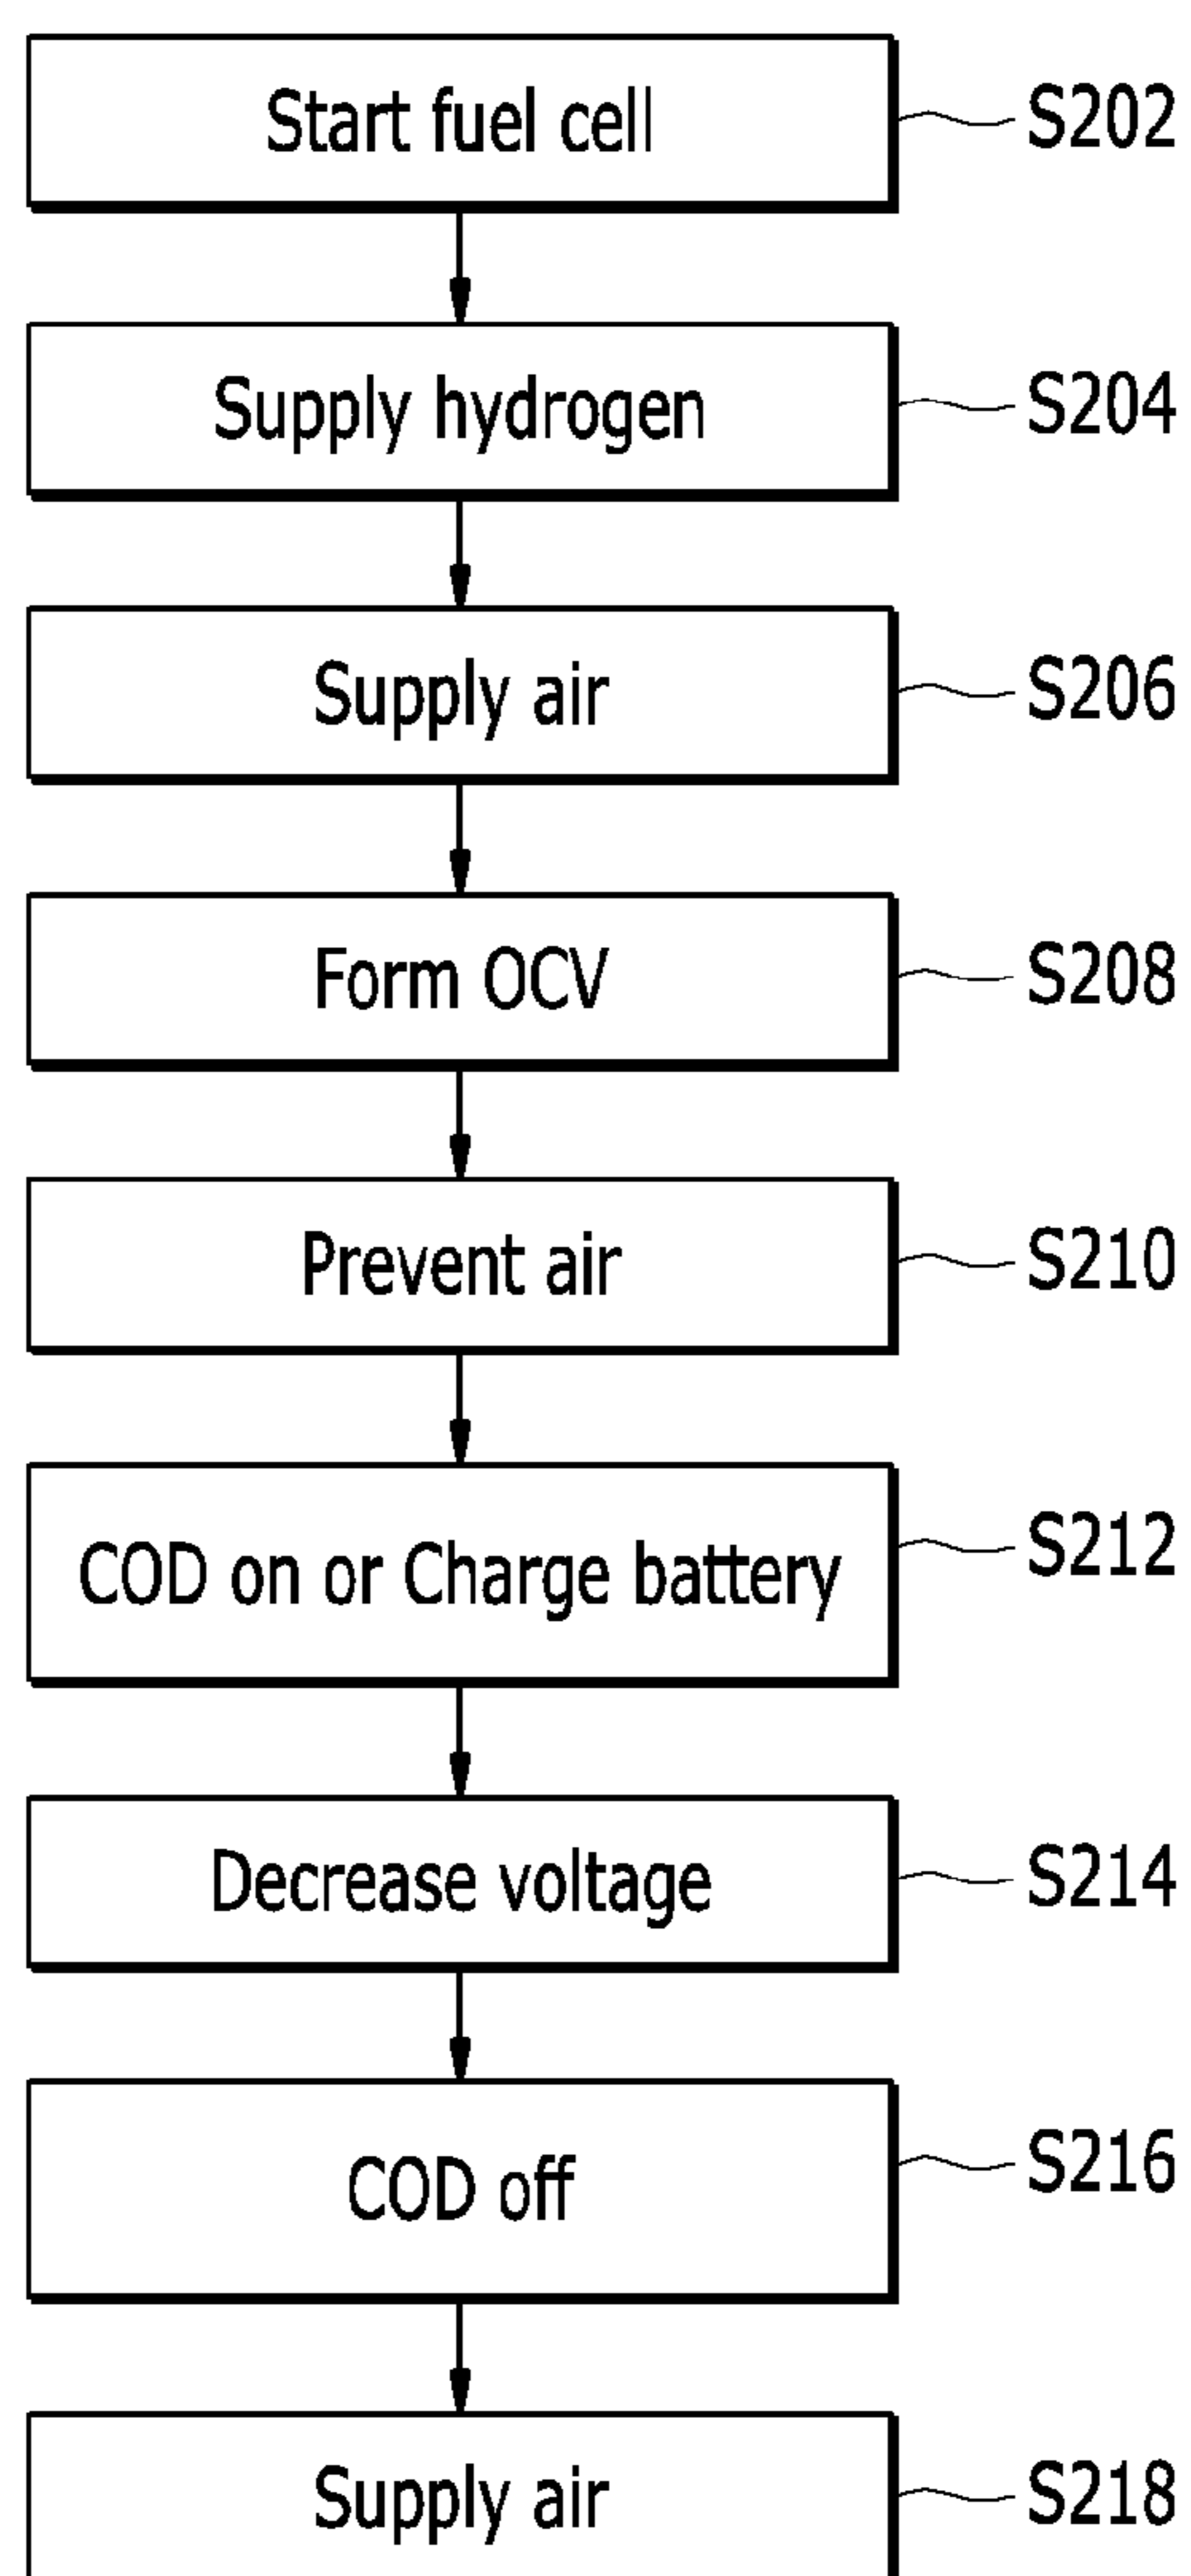 Start fuel cell S202
Supply hydrogen S204
Supply air S206
Form OCV S208
Prevent air S210
COD on or Charge battery S212
Decrease voltage S214
COD off S216
Supply air S218